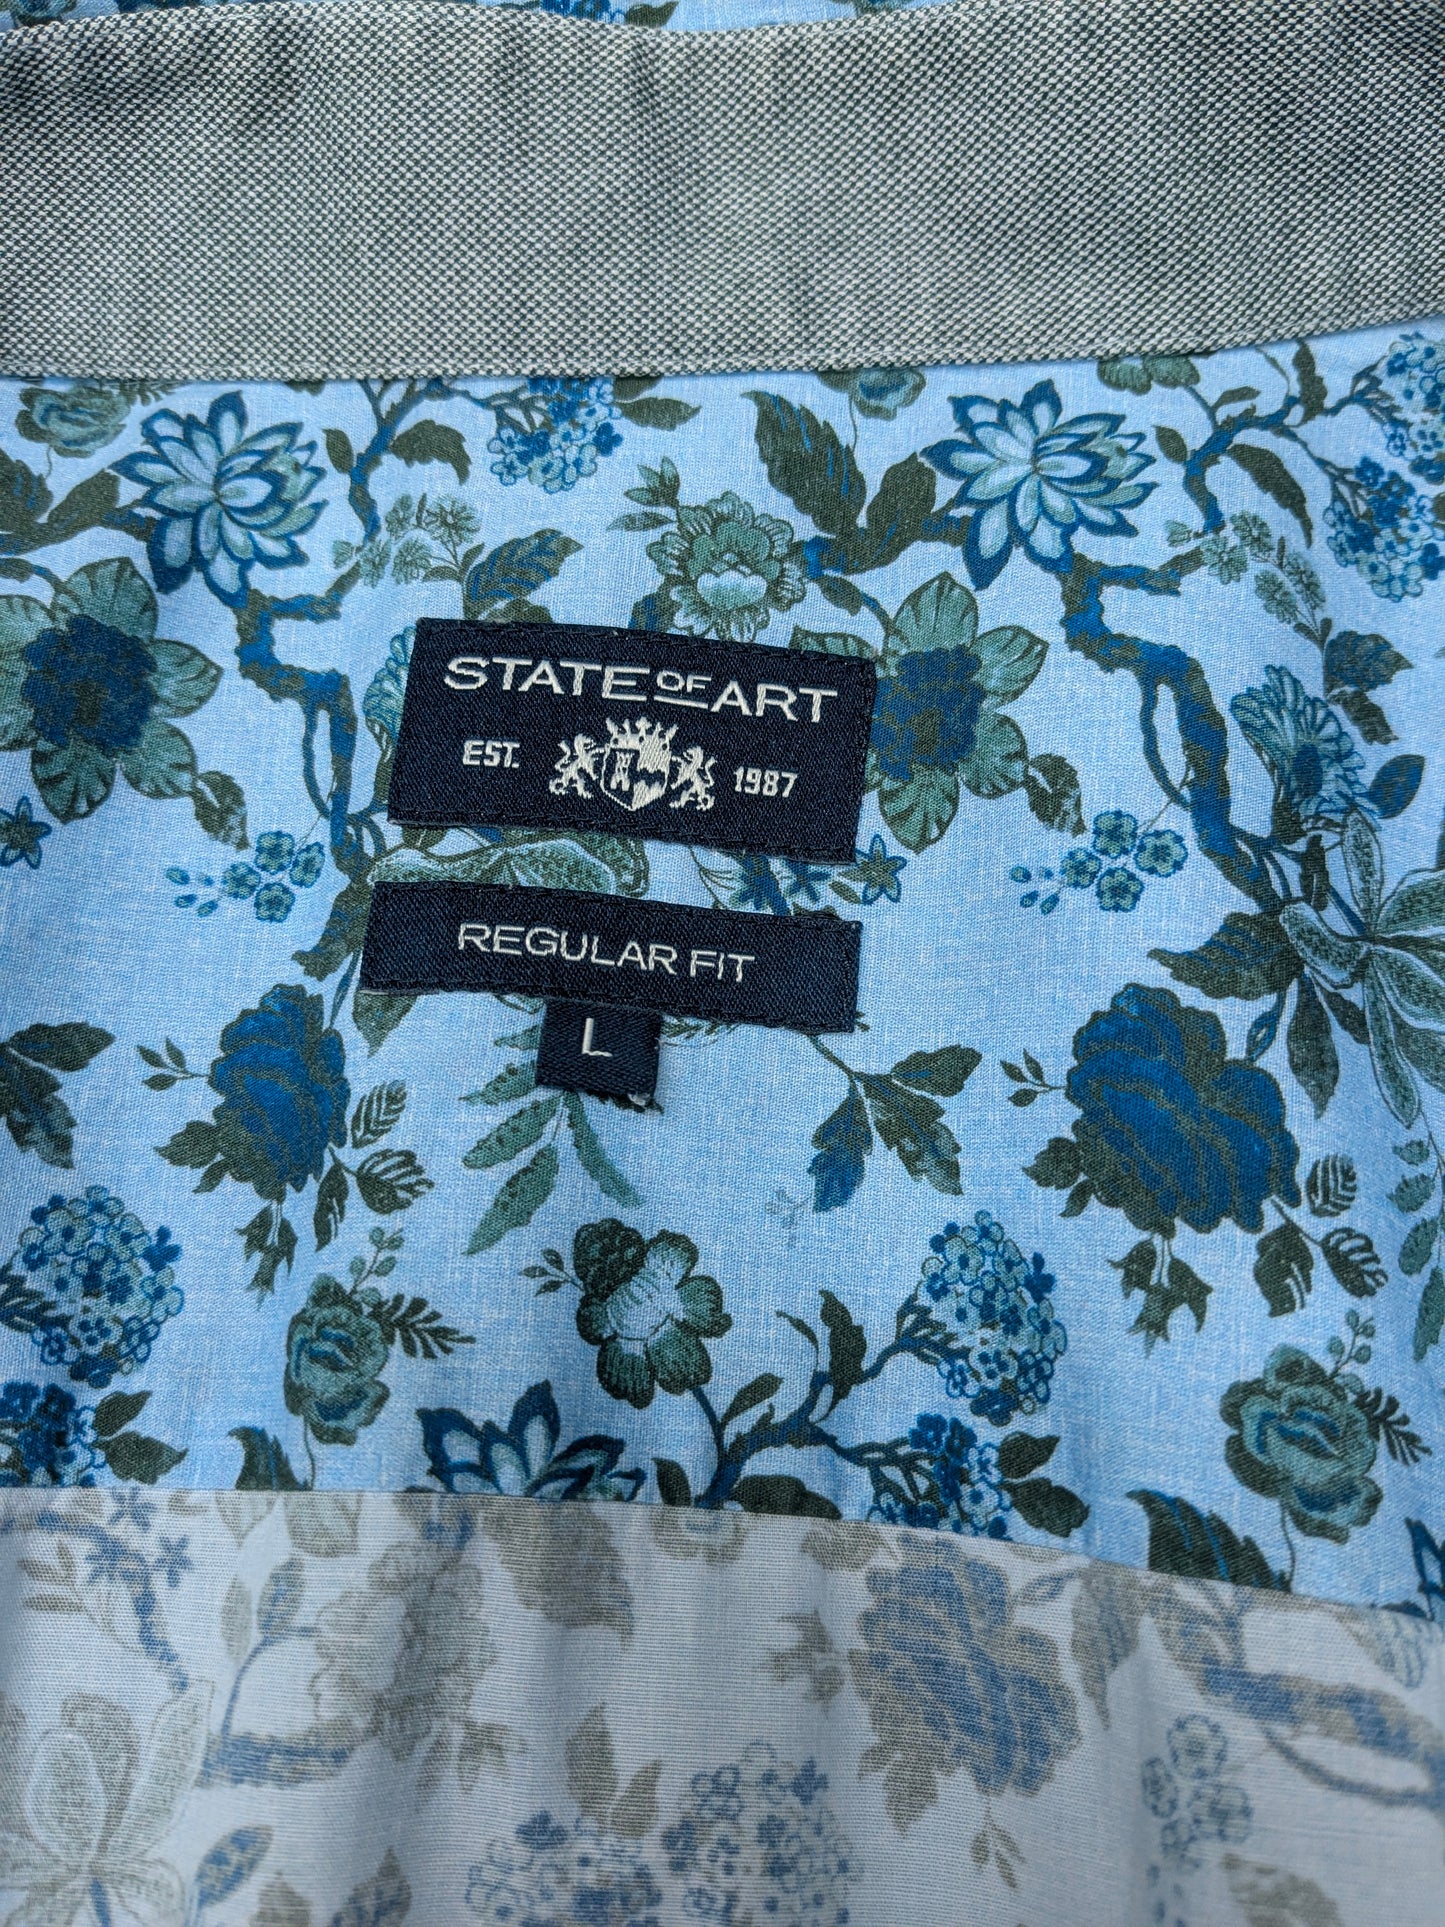 STATE OF ART
EST. 1987
REGULAR FIT
L